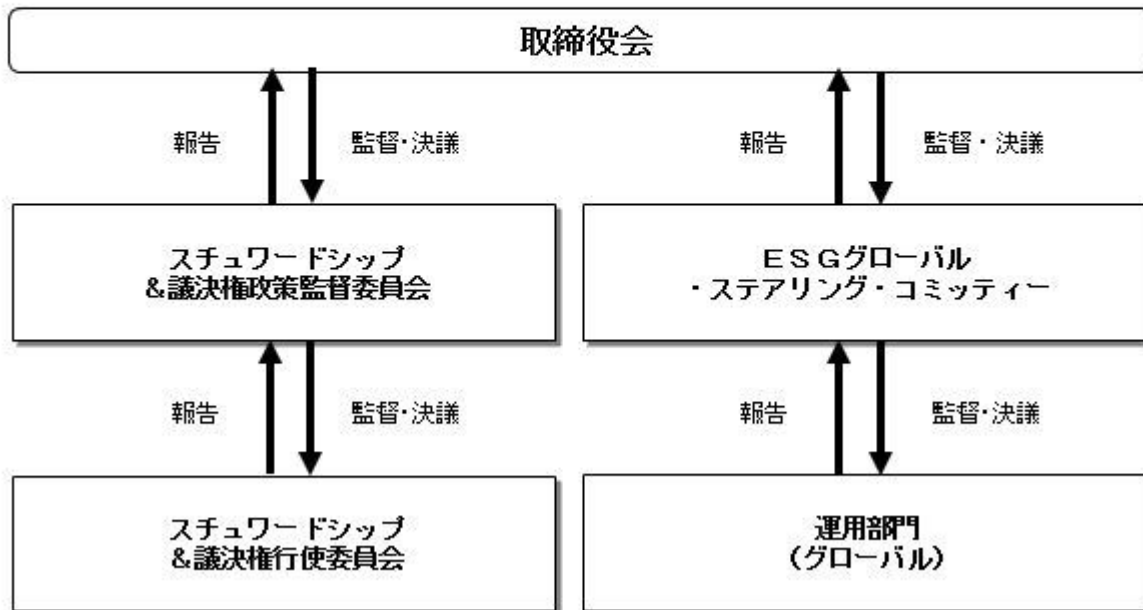 取締役会
報告
監督・決議
報告
監督・決議
スチュワードシップ
&議決権政策監督委員会
ESGグローバル
・ステアリング・コミッティー
報告
監督・決議
報告
監督・決議
スチュワードシップ
&議決権行使委員会
運用部門
(グローバル)